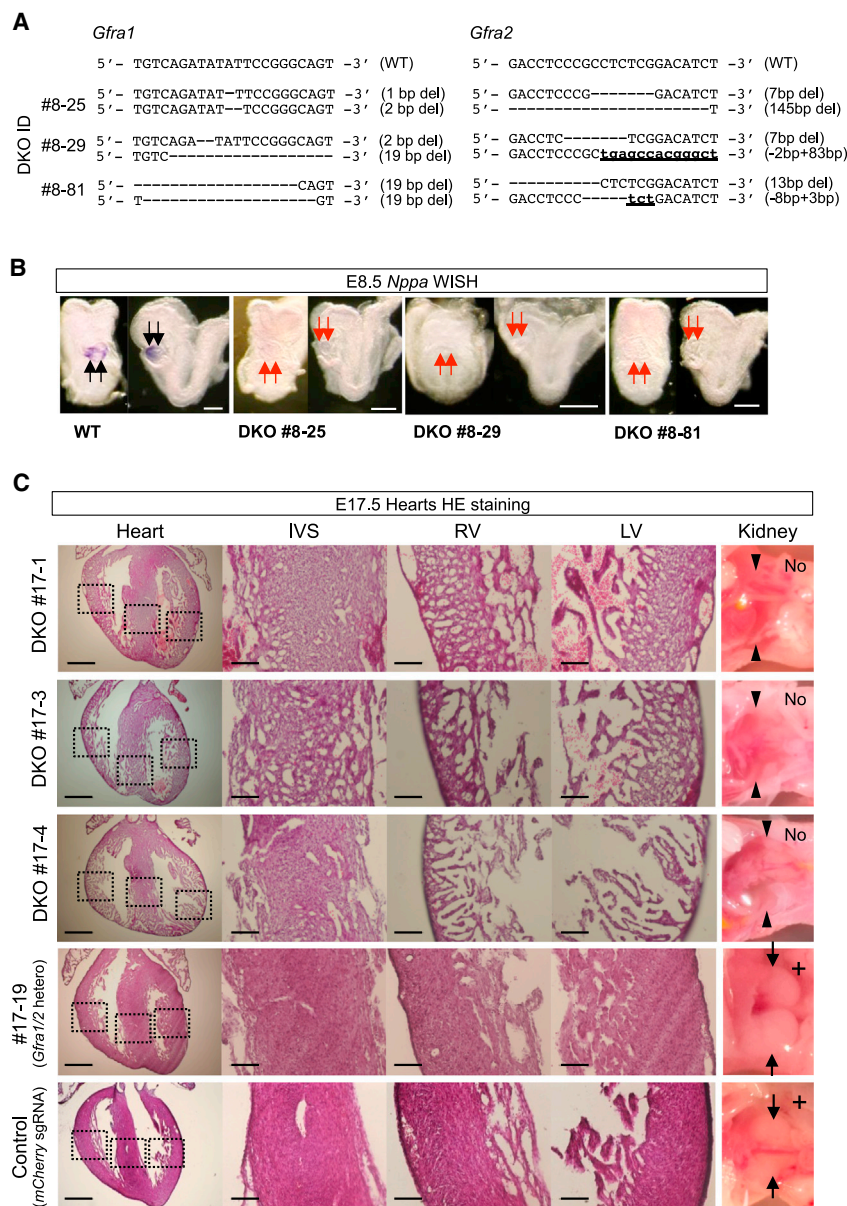 A
Gfra1
Gfra2
5’- TGTCAGATATATTCCGGGCAGT -3’ (WT)
5’- GACCTCCCGCCTCTCGGACATCT -3’ (WT)
DKO ID
#8-25
5’- TGTCAGATAT-TTCCGGGCAGT -3’ (1 bp del)
5’- TGTCAGATAT--TCCGGGCAGT -3’ (2 bp del)
5’- GACCTCCCG-------GACATCT -3’ (7bp del)
5’- ----------------------T -3’ (145bp del)
#8-29
5’- TGTCAGA--TATTCCGGGCAGT -3’ (2 bp del)
5’- TGTC------------------- -3’ (19 bp del)
5’- GACCTC-------TCGGACATCT -3’ (7bp del)
5’- GACCTCCCGCtgagccacgggct -3’ (-2bp+83bp)
#8-81
5’- -------------------CAGT -3’ (19 bp del)
5’- T-------------------GT -3’ (19 bp del)
5’- ----------CTCTCGGACATCT -3’ (13bp del)
5’- GACCTCCC-----tctGACATCT -3’ (-8bp+3bp)
B
E8.5 Nppa WISH
WT
DKO #8-25
DKO #8-29
DKO #8-81
C
E17.5 Hearts HE staining
Heart
IVS
RV
LV
Kidney
DKO #17-1
No
DKO #17-3
No
DKO #17-4
No
#17-19
(Gfra1/2 hetero)
+
Control
(mCherry sgRNA)
+